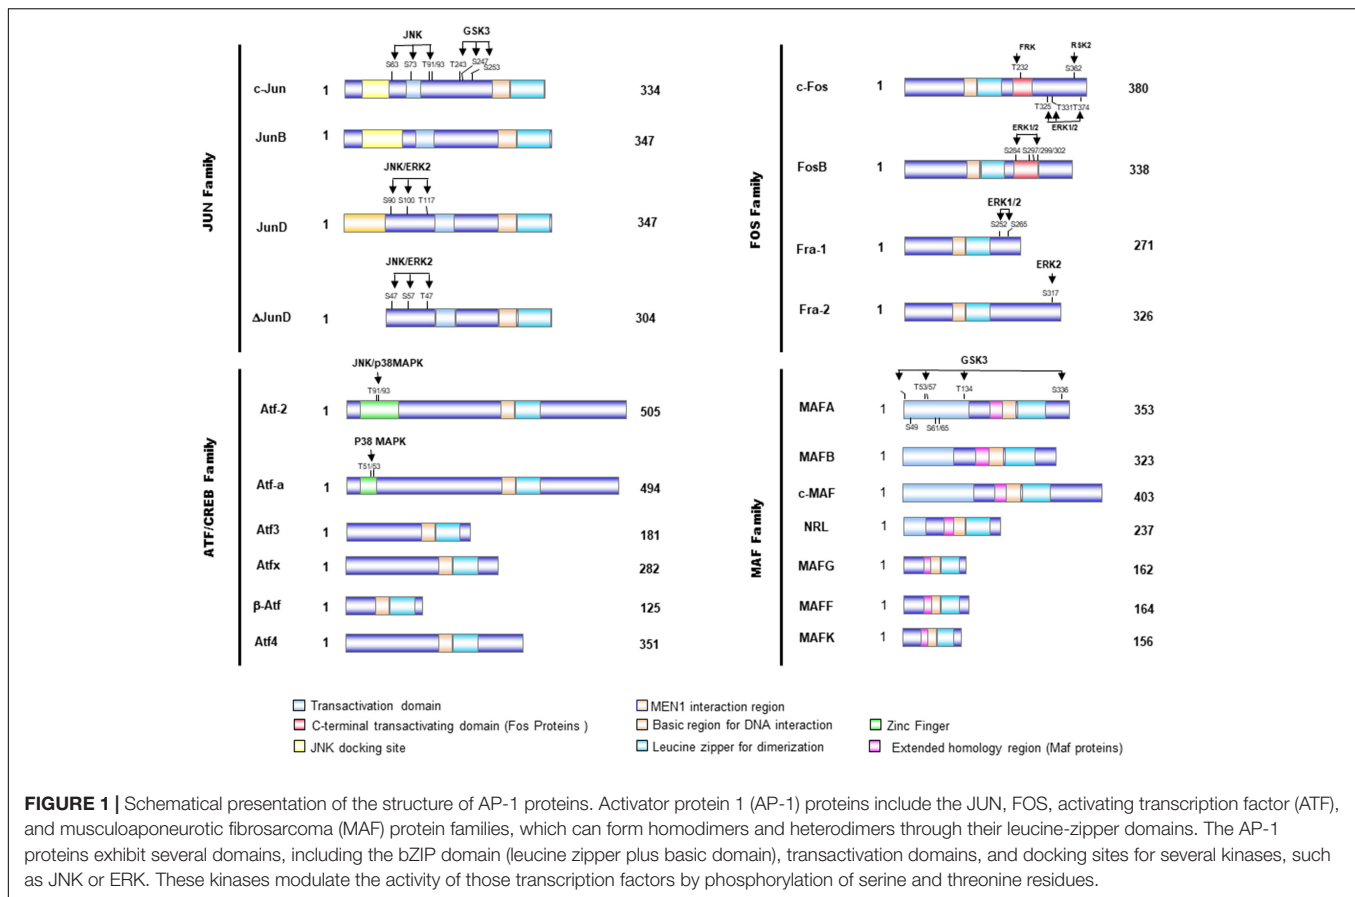 JUN Family
JNK
GSK3
S63 S73 T91/93 T243 S247 S253
c-Jun 1 334
JunB 1 347
JNK/ERK2
S90 S100 T117
JunD 1 347
JNK/ERK2
S47 S57 T47
ΔJunD 1 304
FOS Family
FRK RSK2
T232 S362
c-Fos 1 380
T325 T331 T374
ERK1/2 ERK1/2
S284 S297/299/302
FosB 1 338
ERK1/2
S252 S265
Fra-1 1 271
ERK2
S317
Fra-2 1 326
ATF/CREB Family
JNK/p38MAPK
T91/93
Atf-2 1 505
P38 MAPK
T51/53
Atf-a 1 494
Atf3 1 181
Atfx 1 282
β-Atf 1 125
Atf4 1 351
MAF Family
GSK3
T53/57 T134 S336
MAFA 1 353
S49 S61/65
MAFB 1 323
c-MAF 1 403
NRL 1 237
MAFG 1 162
MAFF 1 164
MAFK 1 156
Transactivation domain
C-terminal transactivating domain (Fos Proteins )
JNK docking site
MEN1 interaction region
Basic region for DNA interaction
Leucine zipper for dimerization
Zinc Finger
Extended homology region (Maf proteins)
FIGURE 1 | Schematical presentation of the structure of AP-1 proteins. Activator protein 1 (AP-1) proteins include the JUN, FOS, activating transcription factor (ATF),
and musculoaponeurotic fibrosarcoma (MAF) protein families, which can form homodimers and heterodimers through their leucine-zipper domains. The AP-1
proteins exhibit several domains, including the bZIP domain (leucine zipper plus basic domain), transactivation domains, and docking sites for several kinases, such
as JNK or ERK. These kinases modulate the activity of those transcription factors by phosphorylation of serine and threonine residues.